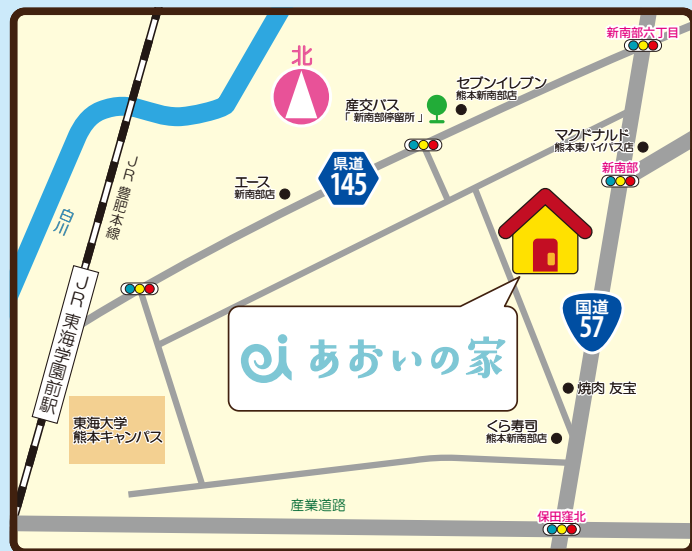 新南部六丁目
北
セブンイレブン
熊本新南部店
産交バス
「 新南部停留所 」
マクドナルド
熊本東バイパス店
新南部
県道
145
エース
新南部店
JR 豊肥本線
白川
国道
57
JR 東海学園前駅
あおいの家
焼肉 友宝
東海大学
熊本キャンパス
くら寿司
熊本新南部店
産業道路
保田窪北